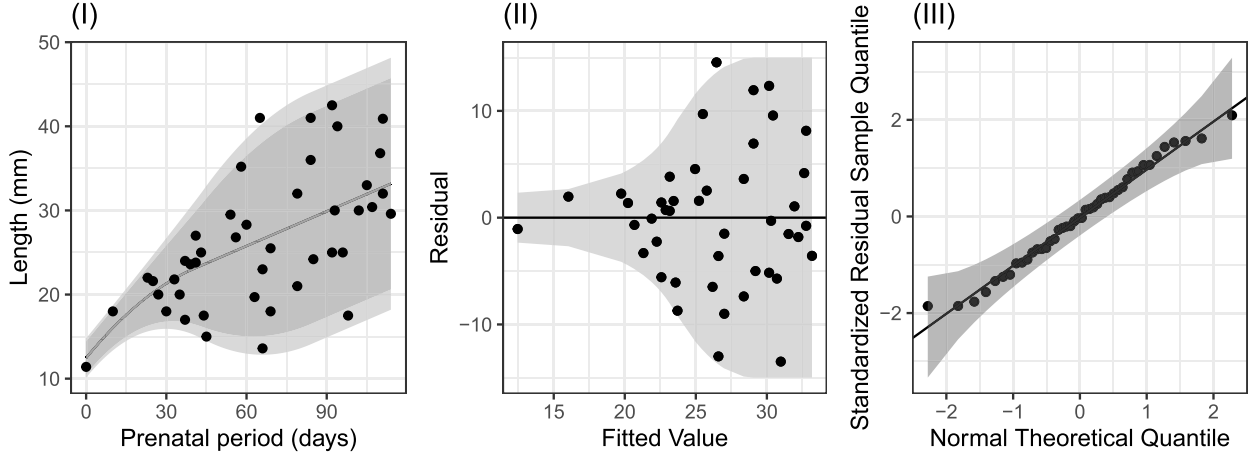 (I)
50
40
30
20
10
0
30
60
90
Length (mm)
Prenatal period (days)
(II)
10
0
−10
15
20
25
30
Residual
Fitted Value
(III)
2
0
−2
−2
−1
0
1
2
Standardized Residual Sample Quantile
Normal Theoretical Quantile